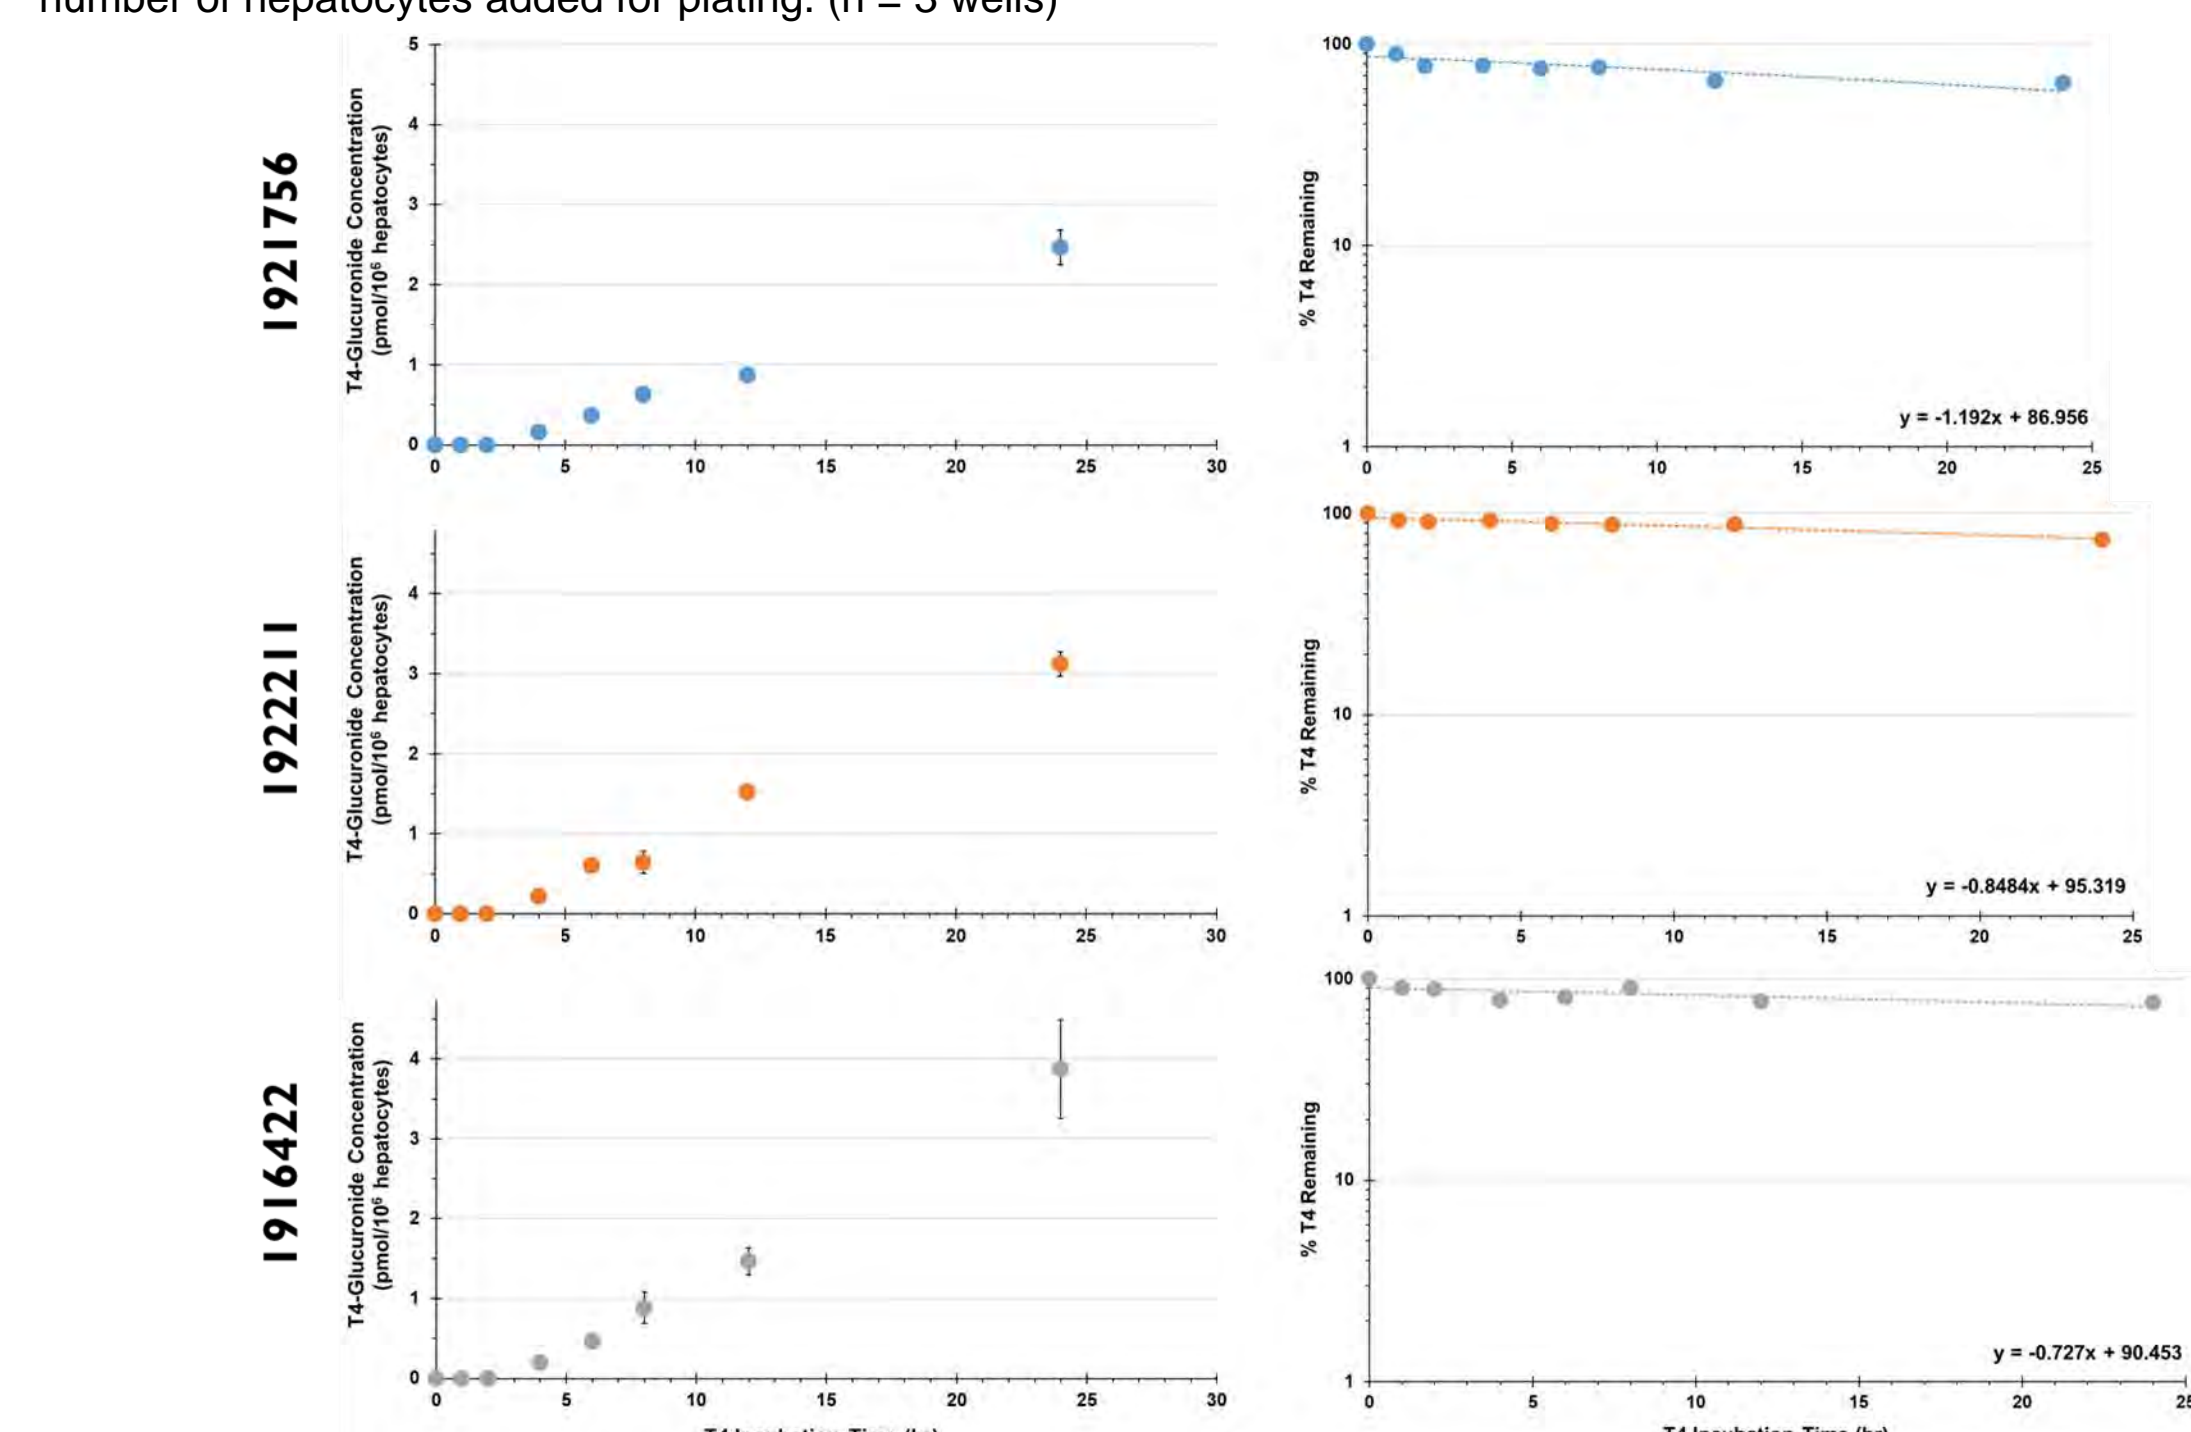 number of hepatocytes added for plating. (n = 3 wells)
1921756
T4-Glucuronide Concentration
(pmol/10⁶ hepatocytes)
5
4
3
2
1
0
0 5 10 15 20 25 30
% T4 Remaining
100
10
1
y = -1.192x + 86.956
0 5 10 15 20 25
1922211
T4-Glucuronide Concentration
(pmol/10⁶ hepatocytes)
4
3
2
1
0
0 5 10 15 20 25 30
% T4 Remaining
100
10
1
y = -0.8484x + 95.319
0 5 10 15 20 25
1916422
T4-Glucuronide Concentration
(pmol/10⁶ hepatocytes)
4
3
2
1
0
0 5 10 15 20 25 30
T4 Incubation Time (hr)
% T4 Remaining
100
10
1
y = -0.727x + 90.453
0 5 10 15 20 25
T4 Incubation Time (hr)